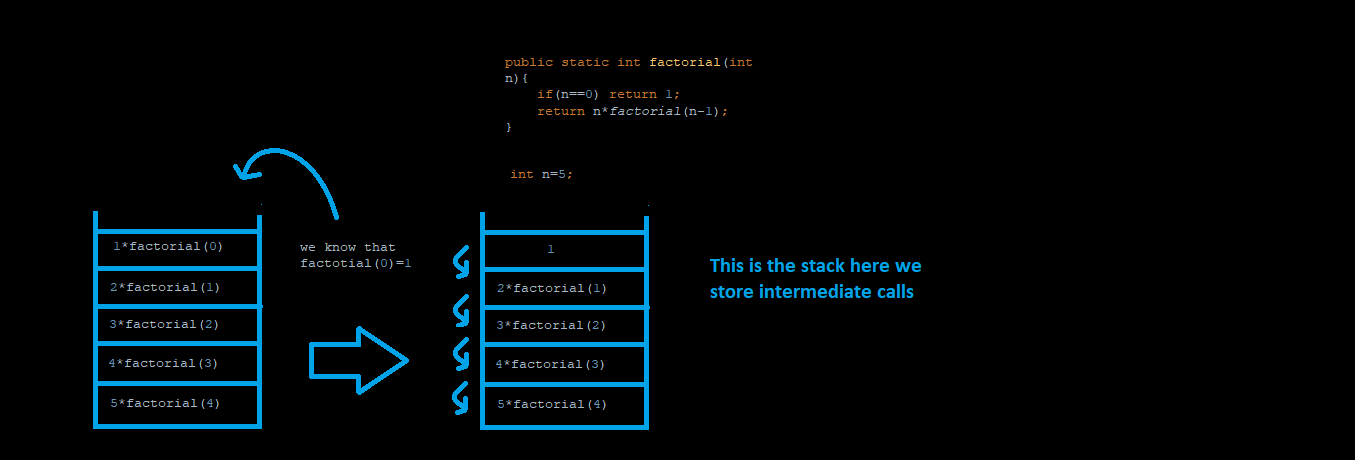 public static int factorial(int
n){
if(n==0) return 1;
return n*factorial(n-1);
}
int n=5;
1*factorial(0)
2*factorial(1)
3*factorial(2)
4*factorial(3)
5*factorial(4)
we know that
factotial(0)=1
1
2*factorial(1)
3*factorial(2)
4*factorial(3)
5*factorial(4)
This is the stack here we
store intermediate calls